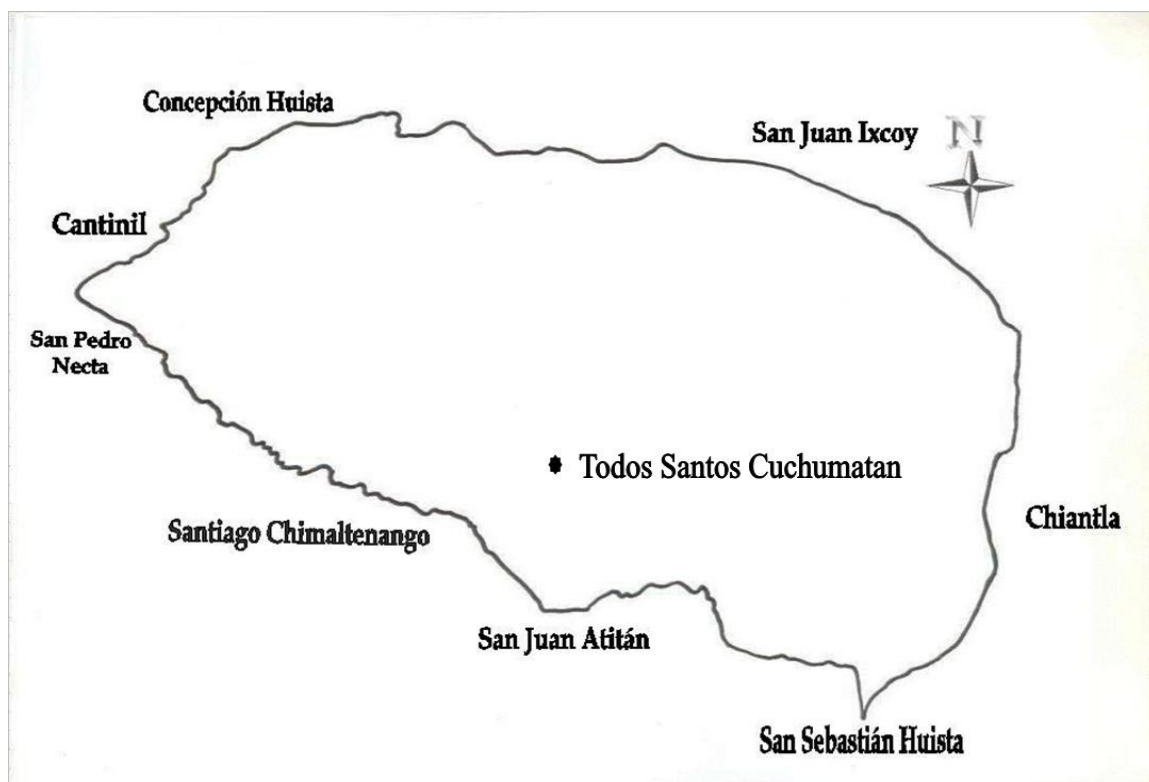 Concepción Huista
San Juan Ixcoy
N
Cantinil
San Pedro
Necta
Todos Santos Cuchumatan
Chiantla
Santiago Chimaltenango
San Juan Atitán
San Sebastián Huista